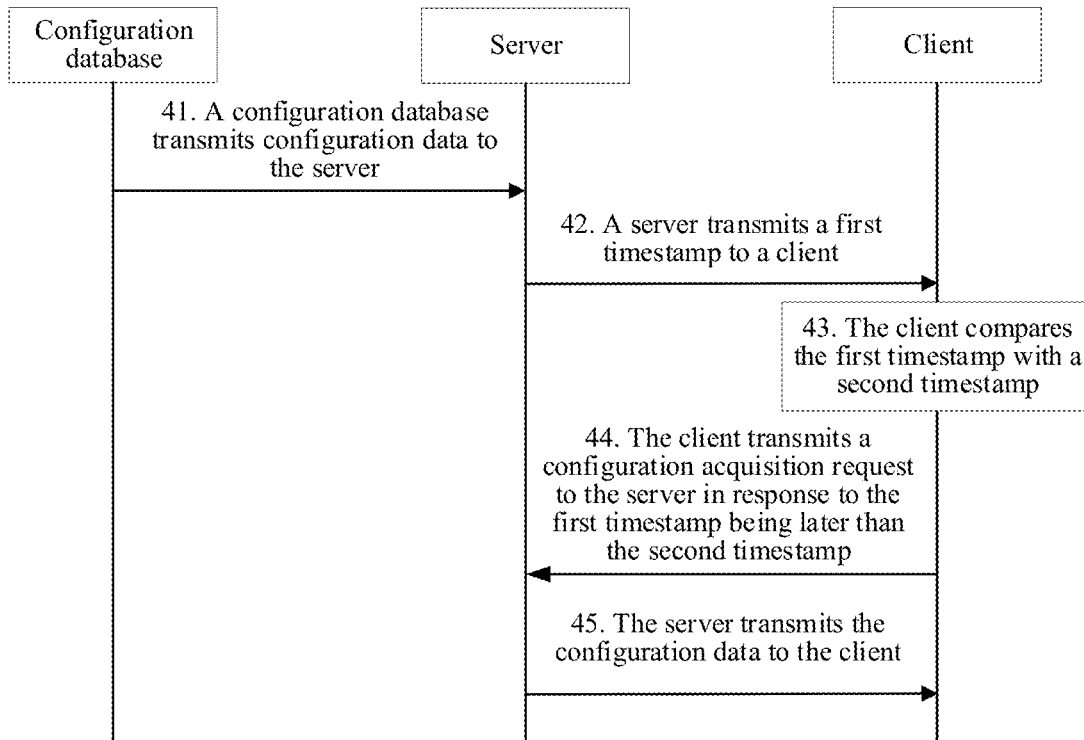 Configuration
database
Server
Client
41. A configuration database
transmits configuration data to
the server
42. A server transmits a first
timestamp to a client
43. The client compares
the first timestamp with a
second timestamp
44. The client transmits a
configuration acquisition request
to the server in response to the
first timestamp being later than
the second timestamp
45. The server transmits the
configuration data to the client